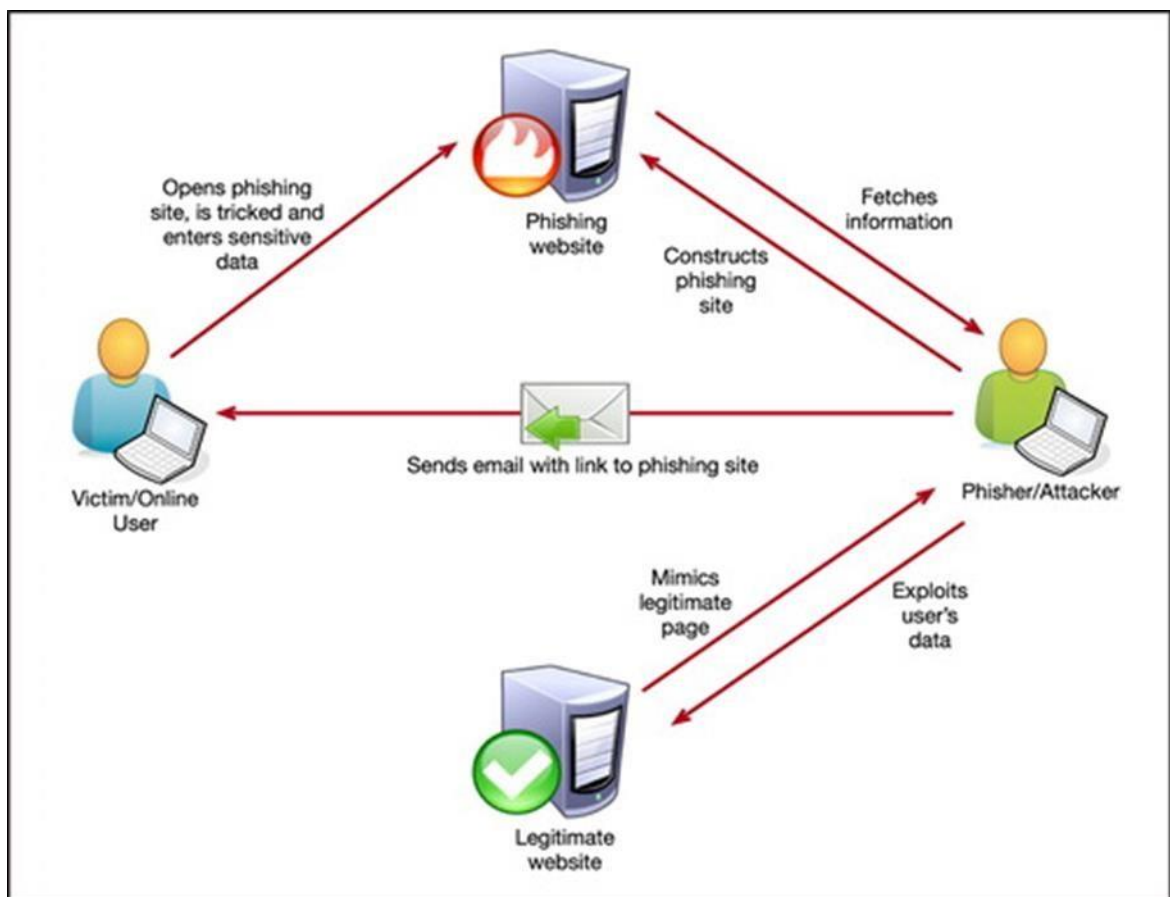 Opens phishing
site, is tricked and
enters sensitive
data
Phishing
website
Fetches
information
Constructs
phishing
site
Sends email with link to phishing site
Victim/Online
User
Phisher/Attacker
Mimics
legitimate
page
Exploits
user's
data
Legitimate
website